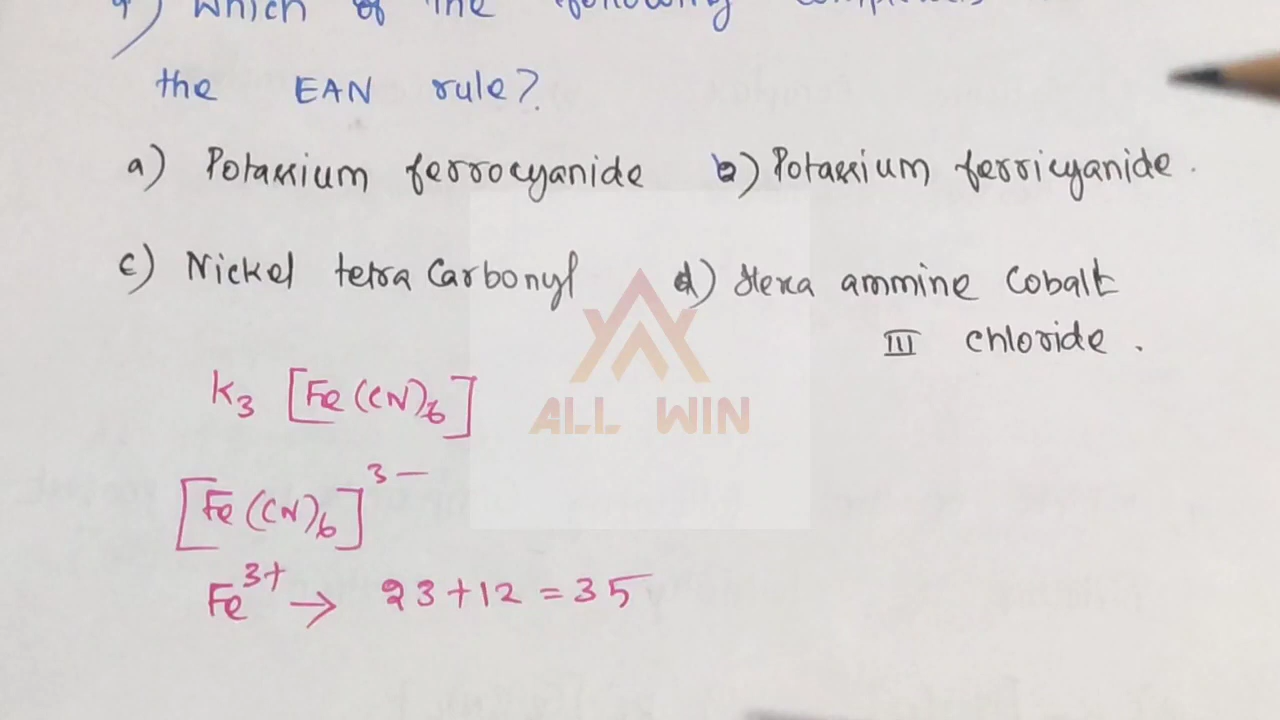 Which of the following
the EAN rule?
a) Potassium ferrocyanide b) Potassium ferricyanide.
c) Nickel tetra Carbonyl d) Hexa ammine Cobalt
III chloride.
K3 [Fe(CN)6]
[Fe(CN)6]3-
Fe3+ → 23+12=35
ALL WIN